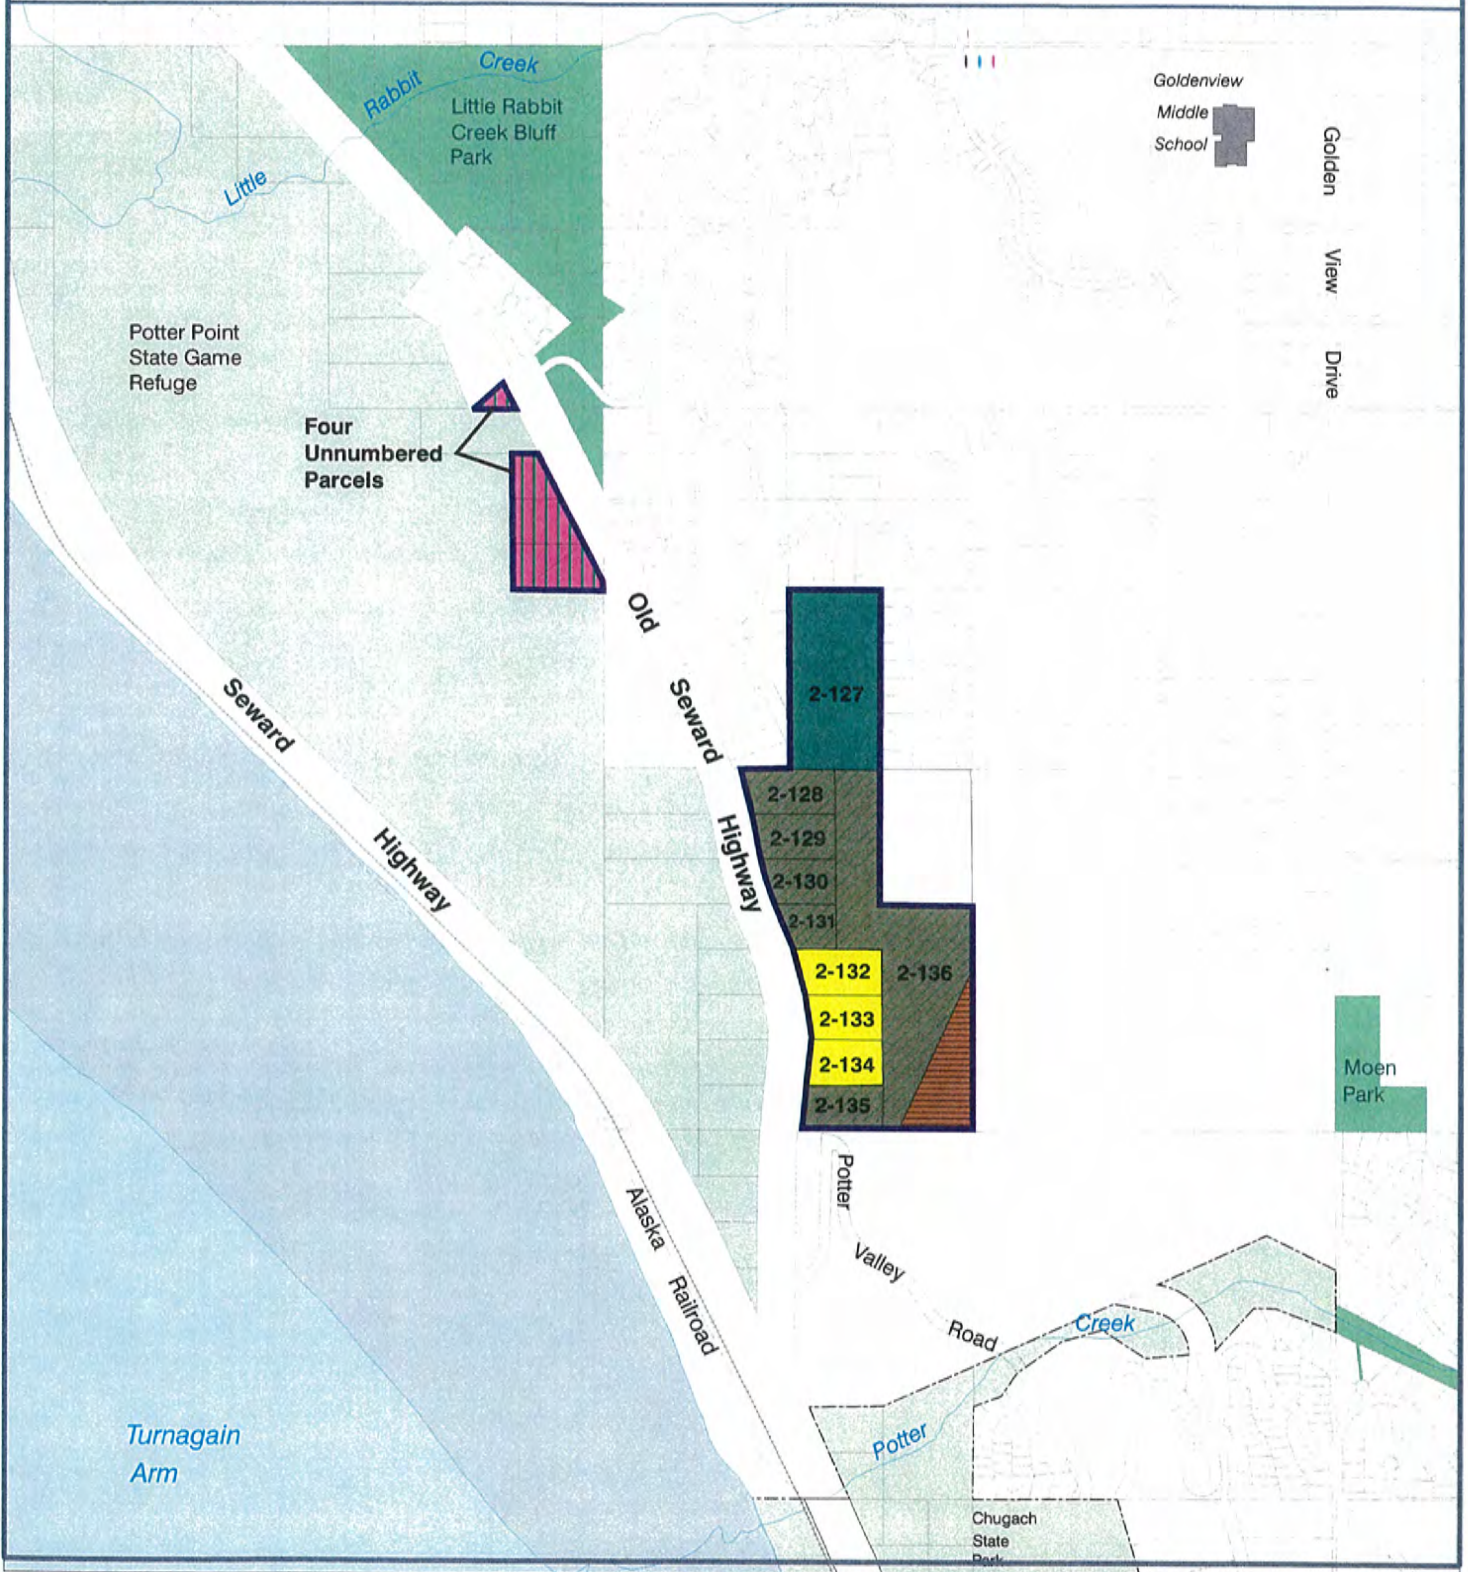 Creek
Rabbit
Little
Little Rabbit
Creek Bluff
Park
Goldenview
Middle
School
Golden
View
Drive
Potter Point
State Game
Refuge
Four
Unnumbered
Parcels
Old
Seward
Highway
Seward
Highway
2-127
2-128
2-129
2-130
2-131
2-132
2-136
2-133
2-134
2-135
Moen
Park
Potter
Valley
Road
Creek
Potter
Alaska
Railroad
Turnagain
Arm
Chugach
State
Park